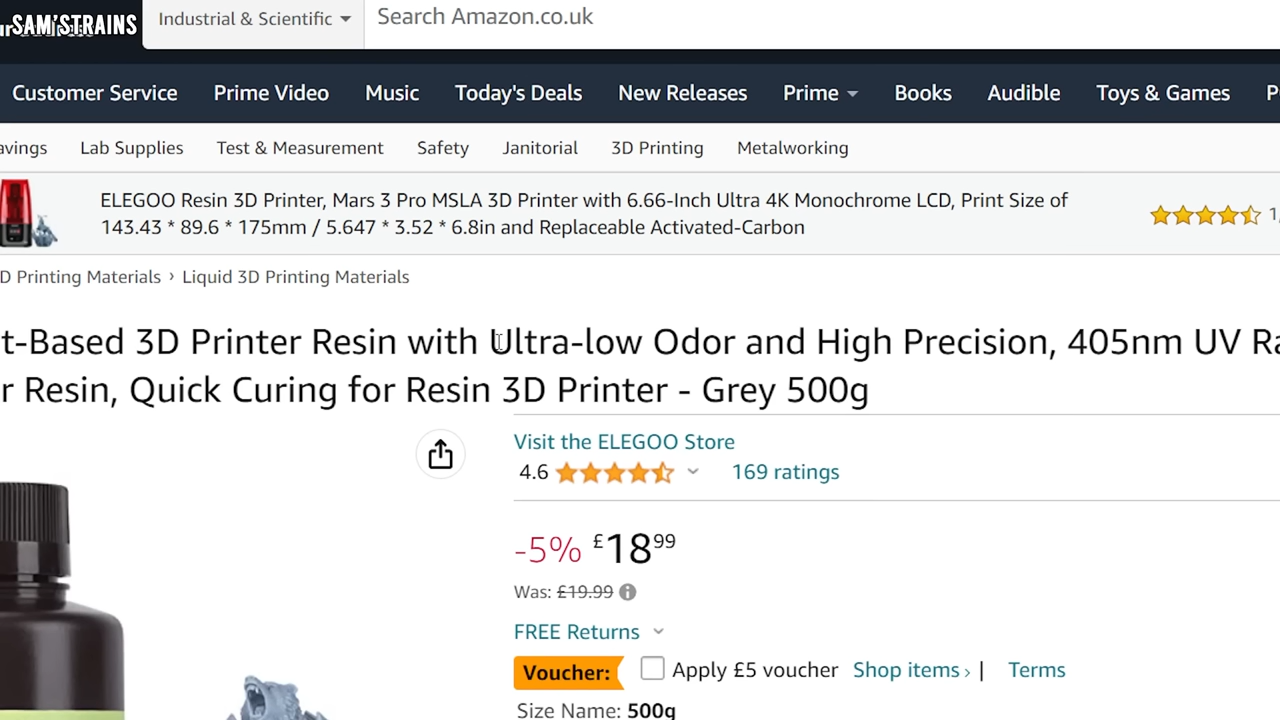 SAM'STRAINS
Industrial & Scientific
Search Amazon.co.uk
Customer Service Prime Video Music Today's Deals New Releases Prime Books Audible Toys & Games
avings Lab Supplies Test & Measurement Safety Janitorial 3D Printing Metalworking
ELEGOO Resin 3D Printer, Mars 3 Pro MSLA 3D Printer with 6.66-Inch Ultra 4K Monochrome LCD, Print Size of
143.43 * 89.6 * 175mm / 5.647 * 3.52 * 6.8in and Replaceable Activated-Carbon
D Printing Materials › Liquid 3D Printing Materials
t-Based 3D Printer Resin with Ultra-low Odor and High Precision, 405nm UV Ra
r Resin, Quick Curing for Resin 3D Printer - Grey 500g
Visit the ELEGOO Store
4.6 169 ratings
-5% £18.99
Was: £19.99
FREE Returns
Voucher: Apply £5 voucher Shop items › | Terms
Size Name: 500g